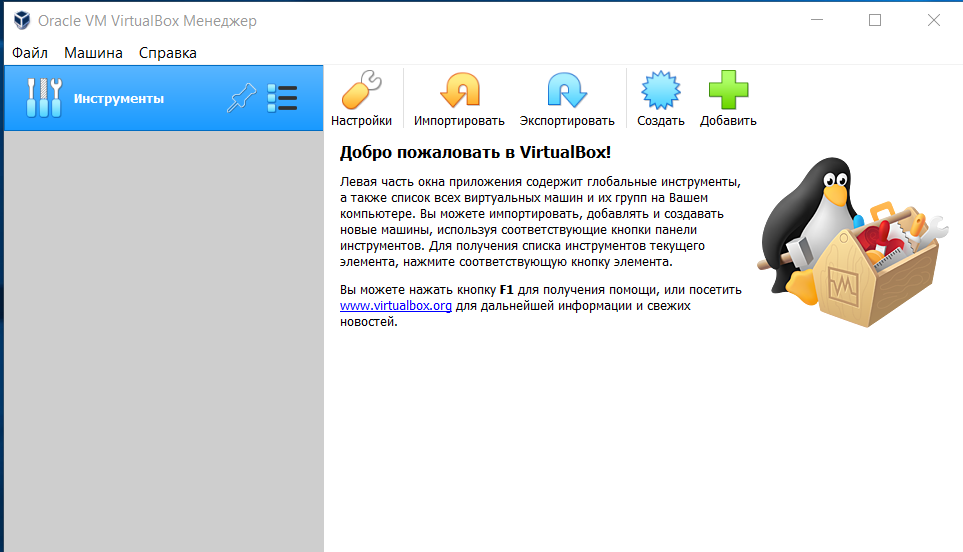 Oracle VM VirtualBox Менеджер
Файл Машина Справка
Инструменты
Настройки Импортировать Экспортировать Создать Добавить
Добро пожаловать в VirtualBox!
Левая часть окна приложения содержит глобальные инструменты,
а также список всех виртуальных машин и их групп на Вашем
компьютере. Вы можете импортировать, добавлять и создавать
новые машины, используя соответствующие кнопки панели
инструментов. Для получения списка инструментов текущего
элемента, нажмите соответствующую кнопку элемента.
Вы можете нажать кнопку F1 для получения помощи, или посетить
www.virtualbox.org для дальнейшей информации и свежих
новостей.